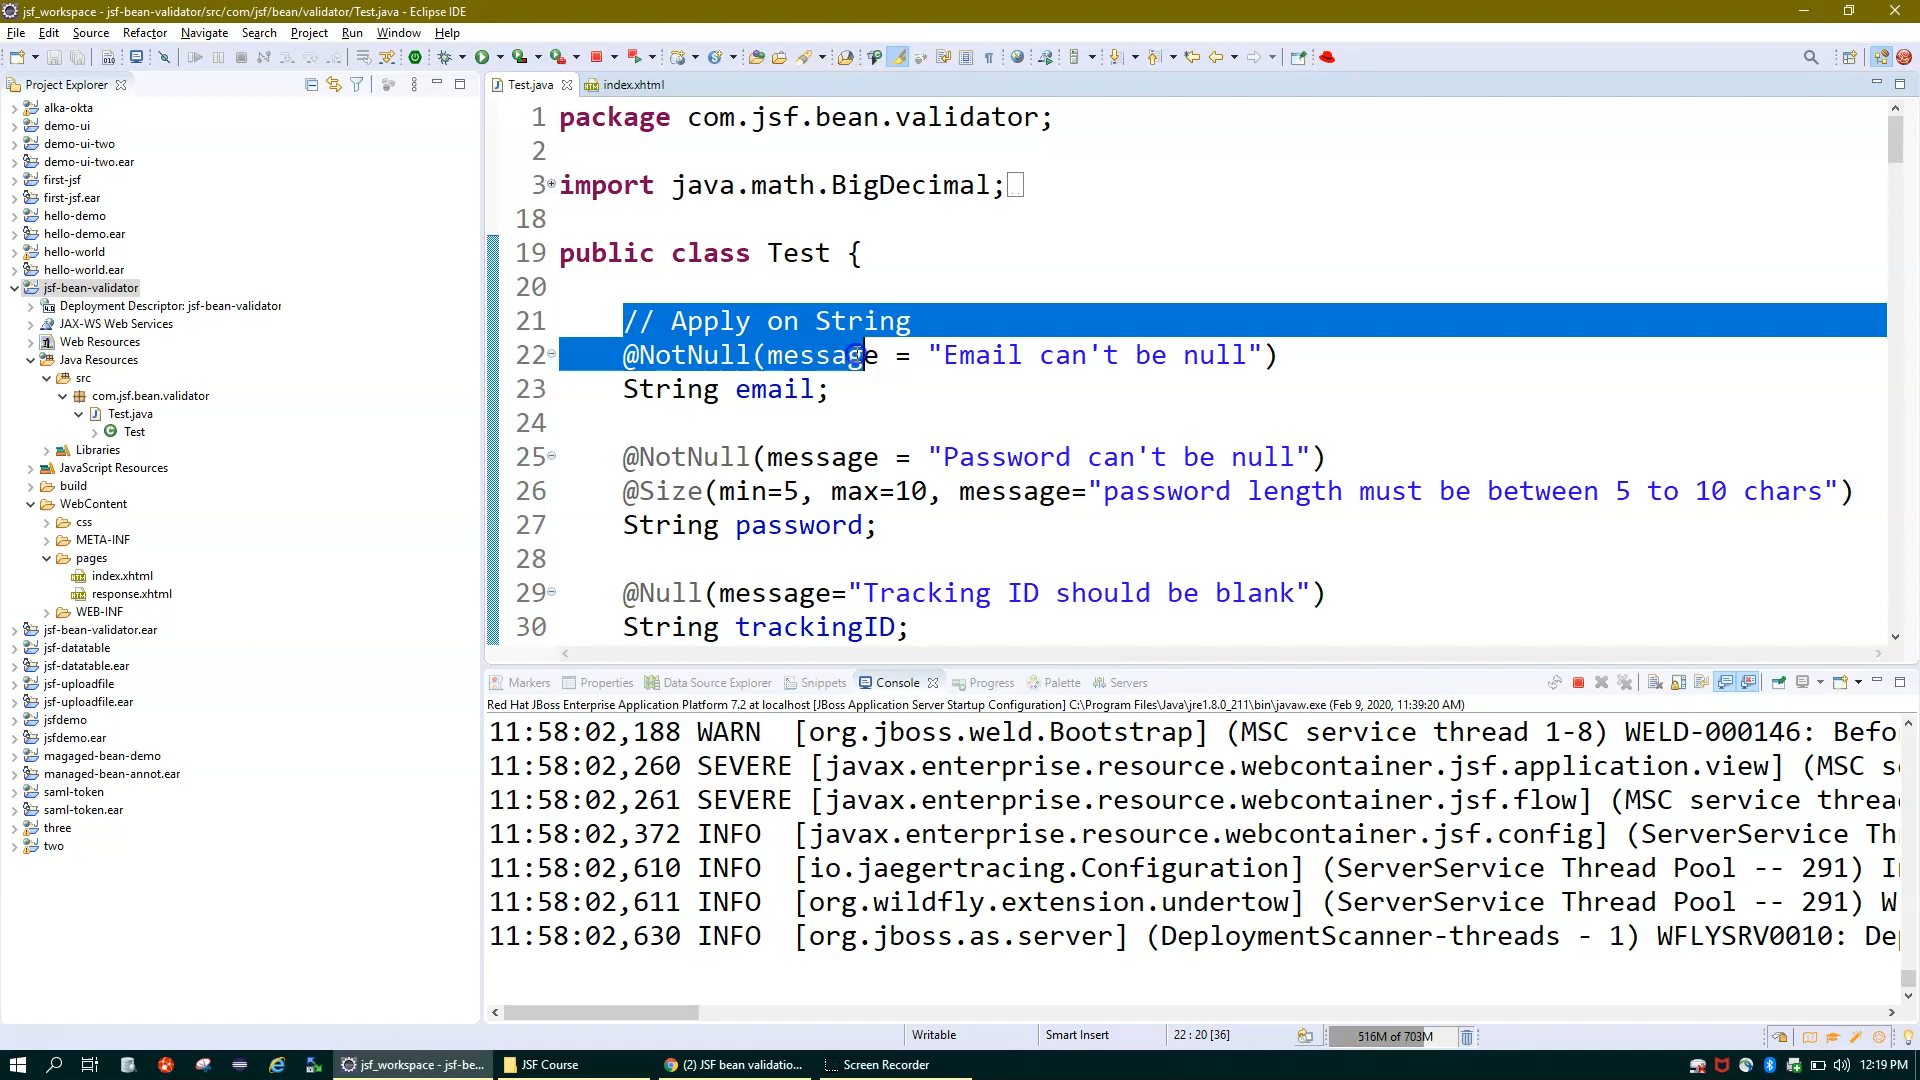 jsf_workspace - jsf-bean-validator/src/com/jsf/bean/validator/Test.java - Eclipse IDE
File Edit Source Refactor Navigate Search Project Run Window Help
Project Explorer
alka-okta
demo-ui
demo-ui-two
demo-ui-two.ear
first-jsf
first-jsf.ear
hello-demo
hello-demo.ear
hello-world
hello-world.ear
jsf-bean-validator
Deployment Descriptor: jsf-bean-validator
JAX-WS Web Services
Web Resources
Java Resources
src
com.jsf.bean.validator
Test.java
Test
Libraries
JavaScript Resources
build
WebContent
css
META-INF
pages
index.xhtml
response.xhtml
WEB-INF
jsf-bean-validator.ear
jsf-datatable
jsf-datatable.ear
jsf-uploadfile
jsf-uploadfile.ear
jsfdemo
jsfdemo.ear
magaged-bean-demo
managed-bean-annot.ear
saml-token
saml-token.ear
three
two
Test.java index.xhtml
1 package com.jsf.bean.validator;
2
3 import java.math.BigDecimal;
18
19 public class Test {
20
21 // Apply on String
22 @NotNull(message = "Email can't be null")
23 String email;
24
25 @NotNull(message = "Password can't be null")
26 @Size(min=5, max=10, message="password length must be between 5 to 10 chars")
27 String password;
28
29 @Null(message="Tracking ID should be blank")
30 String trackingID;
Markers Properties Data Source Explorer Snippets Console Progress Palette Servers
Red Hat JBoss Enterprise Application Platform 7.2 at localhost [JBoss Application Server Startup Configuration] C:\Program Files\Java\jre1.8.0_211\bin\javaw.exe (Feb 9, 2020, 11:39:20 AM)
11:58:02,188 WARN [org.jboss.weld.Bootstrap] (MSC service thread 1-8) WELD-000146: Befo
11:58:02,260 SEVERE [javax.enterprise.resource.webcontainer.jsf.application.view] (MSC s
11:58:02,261 SEVERE [javax.enterprise.resource.webcontainer.jsf.flow] (MSC service threa
11:58:02,372 INFO [javax.enterprise.resource.webcontainer.jsf.config] (ServerService Th
11:58:02,610 INFO [io.jaegertracing.Configuration] (ServerService Thread Pool -- 291) I
11:58:02,611 INFO [org.wildfly.extension.undertow] (ServerService Thread Pool -- 291) W
11:58:02,630 INFO [org.jboss.as.server] (DeploymentScanner-threads - 1) WFLYSRV0010: De
Writable Smart Insert 22 : 20 [36] 516M of 703M
jsf_workspace - jsf-be... JSF Course (2) JSF bean validatio... Screen Recorder 12:19 PM